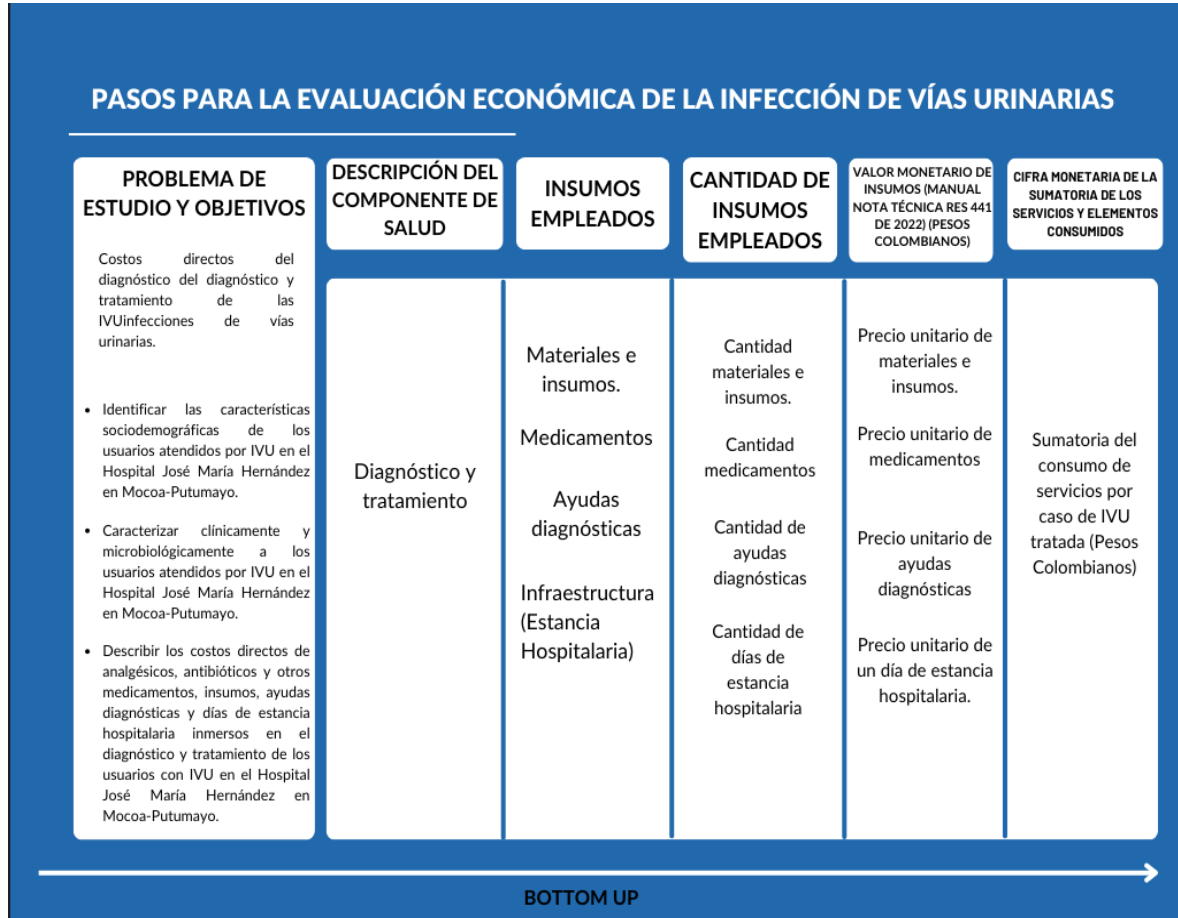 PASOS PARA LA EVALUACIÓN ECONÓMICA DE LA INFECCIÓN DE VÍAS URINARIAS
PROBLEMA DE
ESTUDIO Y OBJETIVOS
Costos directos del
diagnóstico del diagnóstico y
tratamiento de las
IVUinfecciones de vías
urinarias.
• Identificar las características
sociodemográficas de los
usuarios atendidos por IVU en el
Hospital José María Hernández
en Mocoa-Putumayo.
• Caracterizar clínicamente y
microbiológicamente a los
usuarios atendidos por IVU en el
Hospital José María Hernández
en Mocoa-Putumayo.
• Describir los costos directos de
analgésicos, antibióticos y otros
medicamentos, insumos, ayudas
diagnósticas y días de estancia
hospitalaria inmersos en el
diagnóstico y tratamiento de los
usuarios con IVU en el Hospital
José María Hernández en
Mocoa-Putumayo.
DESCRIPCIÓN DEL
COMPONENTE DE
SALUD
Diagnóstico y
tratamiento
INSUMOS
EMPLEADOS
Materiales e
insumos.
Medicamentos
Ayudas
diagnósticas
Infraestructura
(Estancia
Hospitalaria)
CANTIDAD DE
INSUMOS
EMPLEADOS
Cantidad
materiales e
insumos.
Cantidad
medicamentos
Cantidad de
ayudas
diagnósticas
Cantidad de
días de
estancia
hospitalaria
VALOR MONETARIO DE
INSUMOS (MANUAL
NOTA TÉCNICA RES 441
DE 2022) (PESOS
COLOMBIANOS)
Precio unitario de
materiales e
insumos.
Precio unitario de
medicamentos
Precio unitario de
ayudas
diagnósticas
Precio unitario de
un día de estancia
hospitalaria.
CIFRA MONETARIA DE LA
SUMATORIA DE LOS
SERVICIOS Y ELEMENTOS
CONSUMIDOS
Sumatoria del
consumo de
servicios por
caso de IVU
tratada (Pesos
Colombianos)
BOTTOM UP